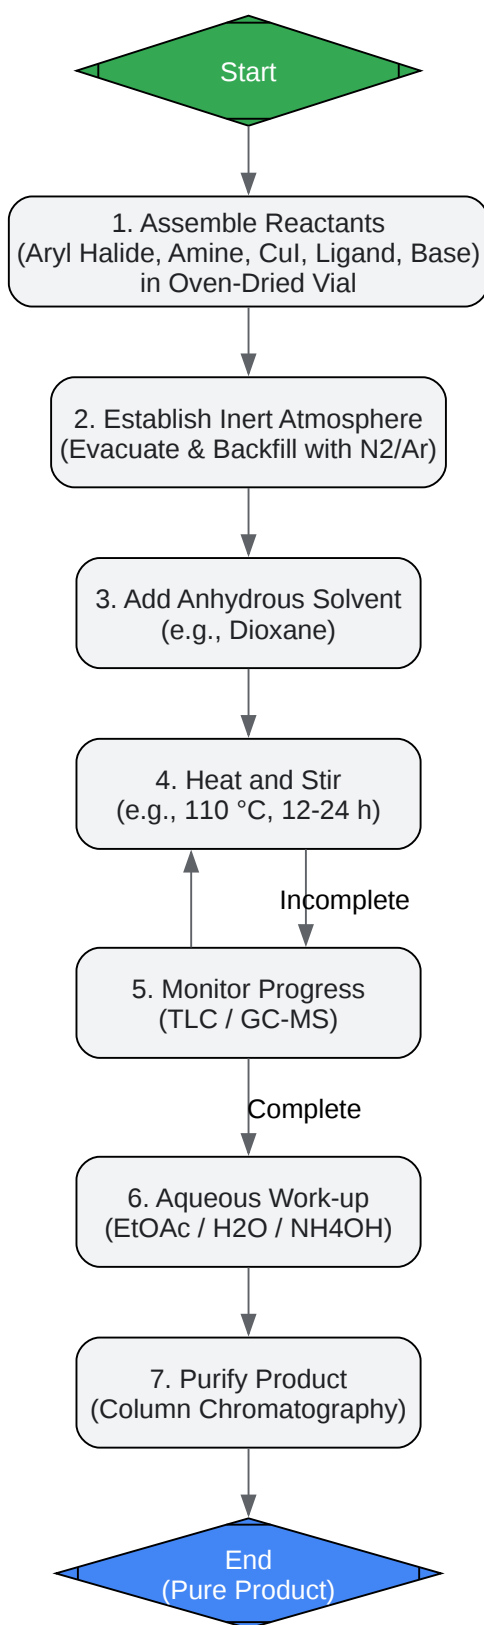 Start
1. Assemble Reactants
(Aryl Halide, Amine, CuI, Ligand, Base)
in Oven-Dried Vial
2. Establish Inert Atmosphere
(Evacuate & Backfill with N2/Ar)
3. Add Anhydrous Solvent
(e.g., Dioxane)
4. Heat and Stir
(e.g., 110 °C, 12-24 h)
Incomplete
5. Monitor Progress
(TLC / GC-MS)
Complete
6. Aqueous Work-up
(EtOAc / H2O / NH4OH)
7. Purify Product
(Column Chromatography)
End
(Pure Product)